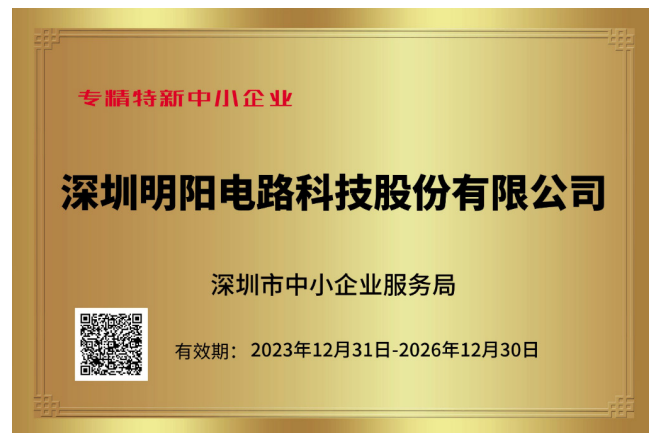 专精特新中小企业
深圳明阳电路科技股份有限公司
深圳市中小企业服务局
有效期： 2023年12月31日-2026年12月30日